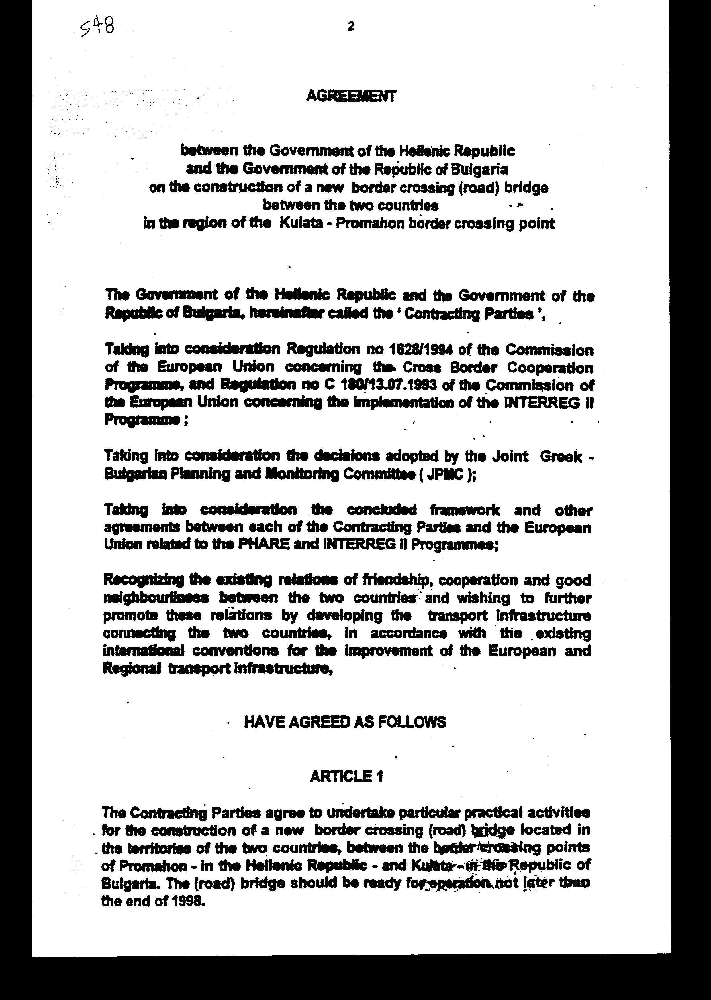 548
2
AGREEMENT
between the Government of the Hellenic Republic
and the Government of the Republic of Bulgaria
on the construction of a new border crossing (road) bridge
between the two countries
in the region of the Kulata - Promahon border crossing point
The Government of the Hellenic Republic and the Government of the
Republic of Bulgaria, hereinafter called the ‘ Contracting Parties ’,
Taking into consideration Regulation no 1628/1994 of the Commission
of the European Union concerning the Cross Border Cooperation
Programme, and Regulation no C 180/13.07.1993 of the Commission of
the European Union concerning the implementation of the INTERREG II
Programme ;
Taking into consideration the decisions adopted by the Joint Greek -
Bulgarian Planning and Monitoring Committee ( JPMC );
Taking into consideration the concluded framework and other
agreements between each of the Contracting Parties and the European
Union related to the PHARE and INTERREG II Programmes;
Recognizing the existing relations of friendship, cooperation and good
neighbourliness between the two countries and wishing to further
promote these relations by developing the transport infrastructure
connecting the two countries, in accordance with the existing
international conventions for the improvement of the European and
Regional transport infrastructure,
HAVE AGREED AS FOLLOWS
ARTICLE 1
The Contracting Parties agree to undertake particular practical activities
for the construction of a new border crossing (road) bridge located in
the territories of the two countries, between the border crossing points
of Promahon - in the Hellenic Republic - and Kulata - in the Republic of
Bulgaria. The (road) bridge should be ready for operation not later than
the end of 1998.